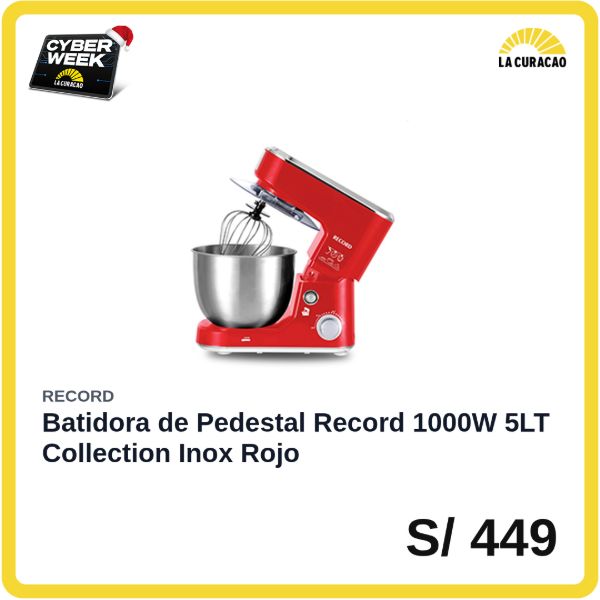 CYBER
WEEK
LA CURACAO
LA CURACAO
RECORD
RECORD
Batidora de Pedestal Record 1000W 5LT
Collection Inox Rojo
S/ 449